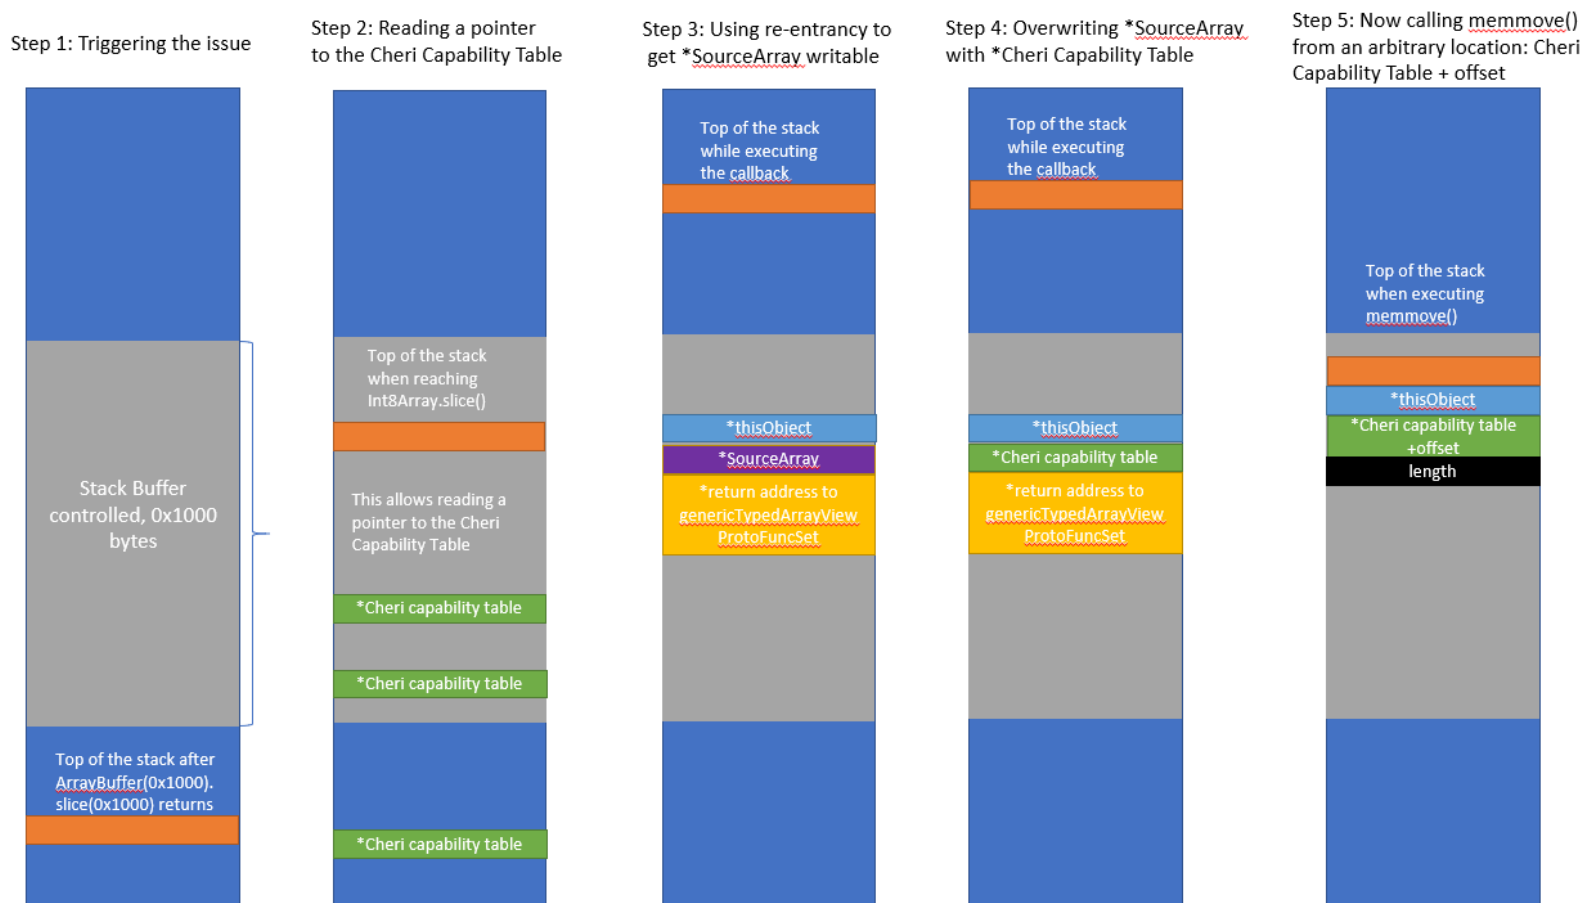 Step 1: Triggering the issue
Stack Buffer
controlled, 0x1000
bytes
Top of the stack after
ArrayBuffer(0x1000).
slice(0x1000) returns
Step 2: Reading a pointer
to the Cheri Capability Table
Top of the stack
when reaching
Int8Array.slice()
This allows reading a
pointer to the Cheri
Capability Table
*Cheri capability table
*Cheri capability table
*Cheri capability table
Step 3: Using re-entrancy to
get *SourceArray writable
Top of the stack
while executing
the callback
*thisObject
*SourceArray
*return address to
genericTypedArrayView
ProtoFuncSet
Step 4: Overwriting *SourceArray
with *Cheri Capability Table
Top of the stack
while executing
the callback
*thisObject
*Cheri capability table
*return address to
genericTypedArrayView
ProtoFuncSet
Step 5: Now calling memmove()
from an arbitrary location: Cheri
Capability Table + offset
Top of the stack
when executing
memmove()
*thisObject
*Cheri capability table
+offset
length